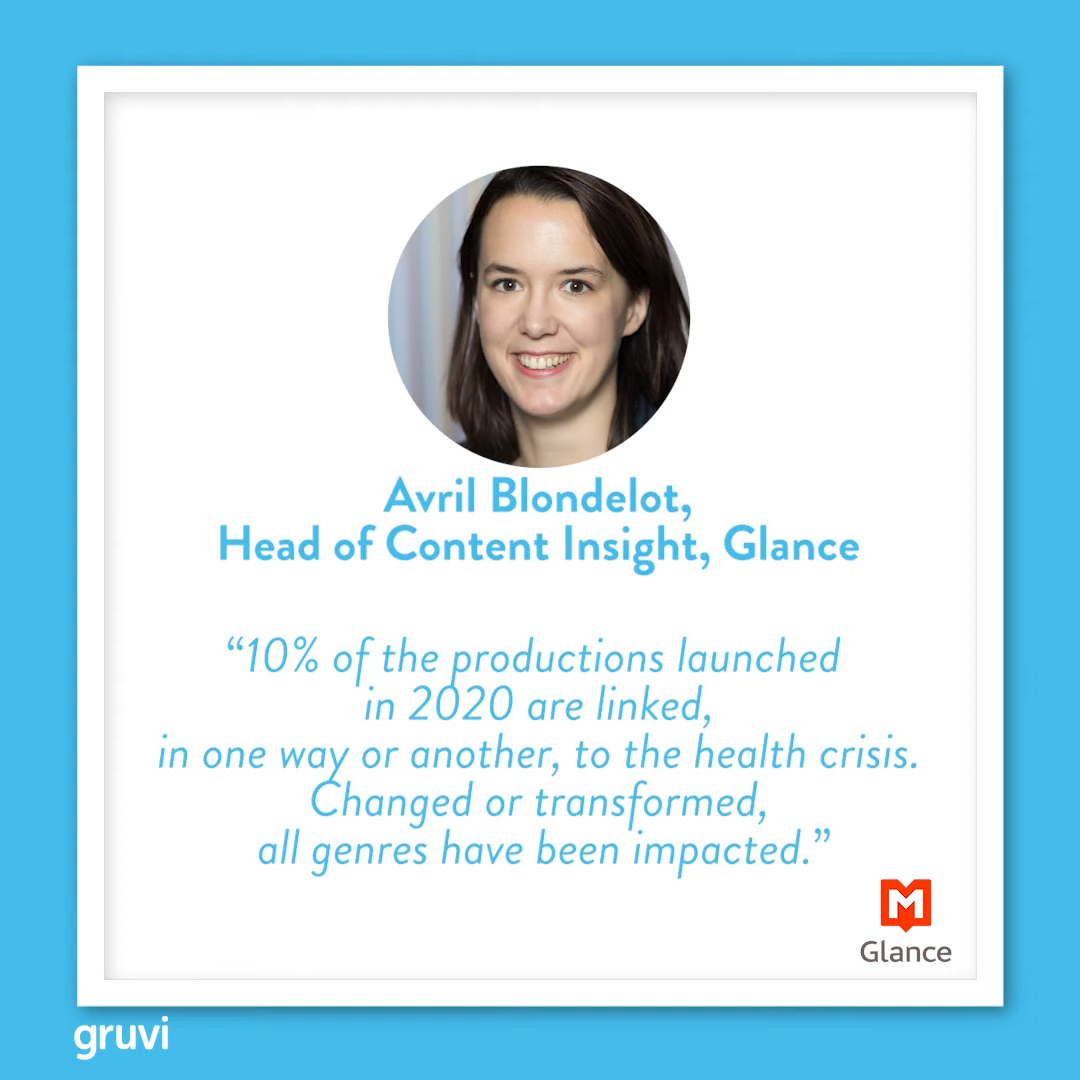 Avril Blondelot,
Head of Content Insight, Glance
“10% of the productions launched
in 2020 are linked,
in one way or another, to the health crisis.
Changed or transformed,
all genres have been impacted.”
M
Glance
gruvi